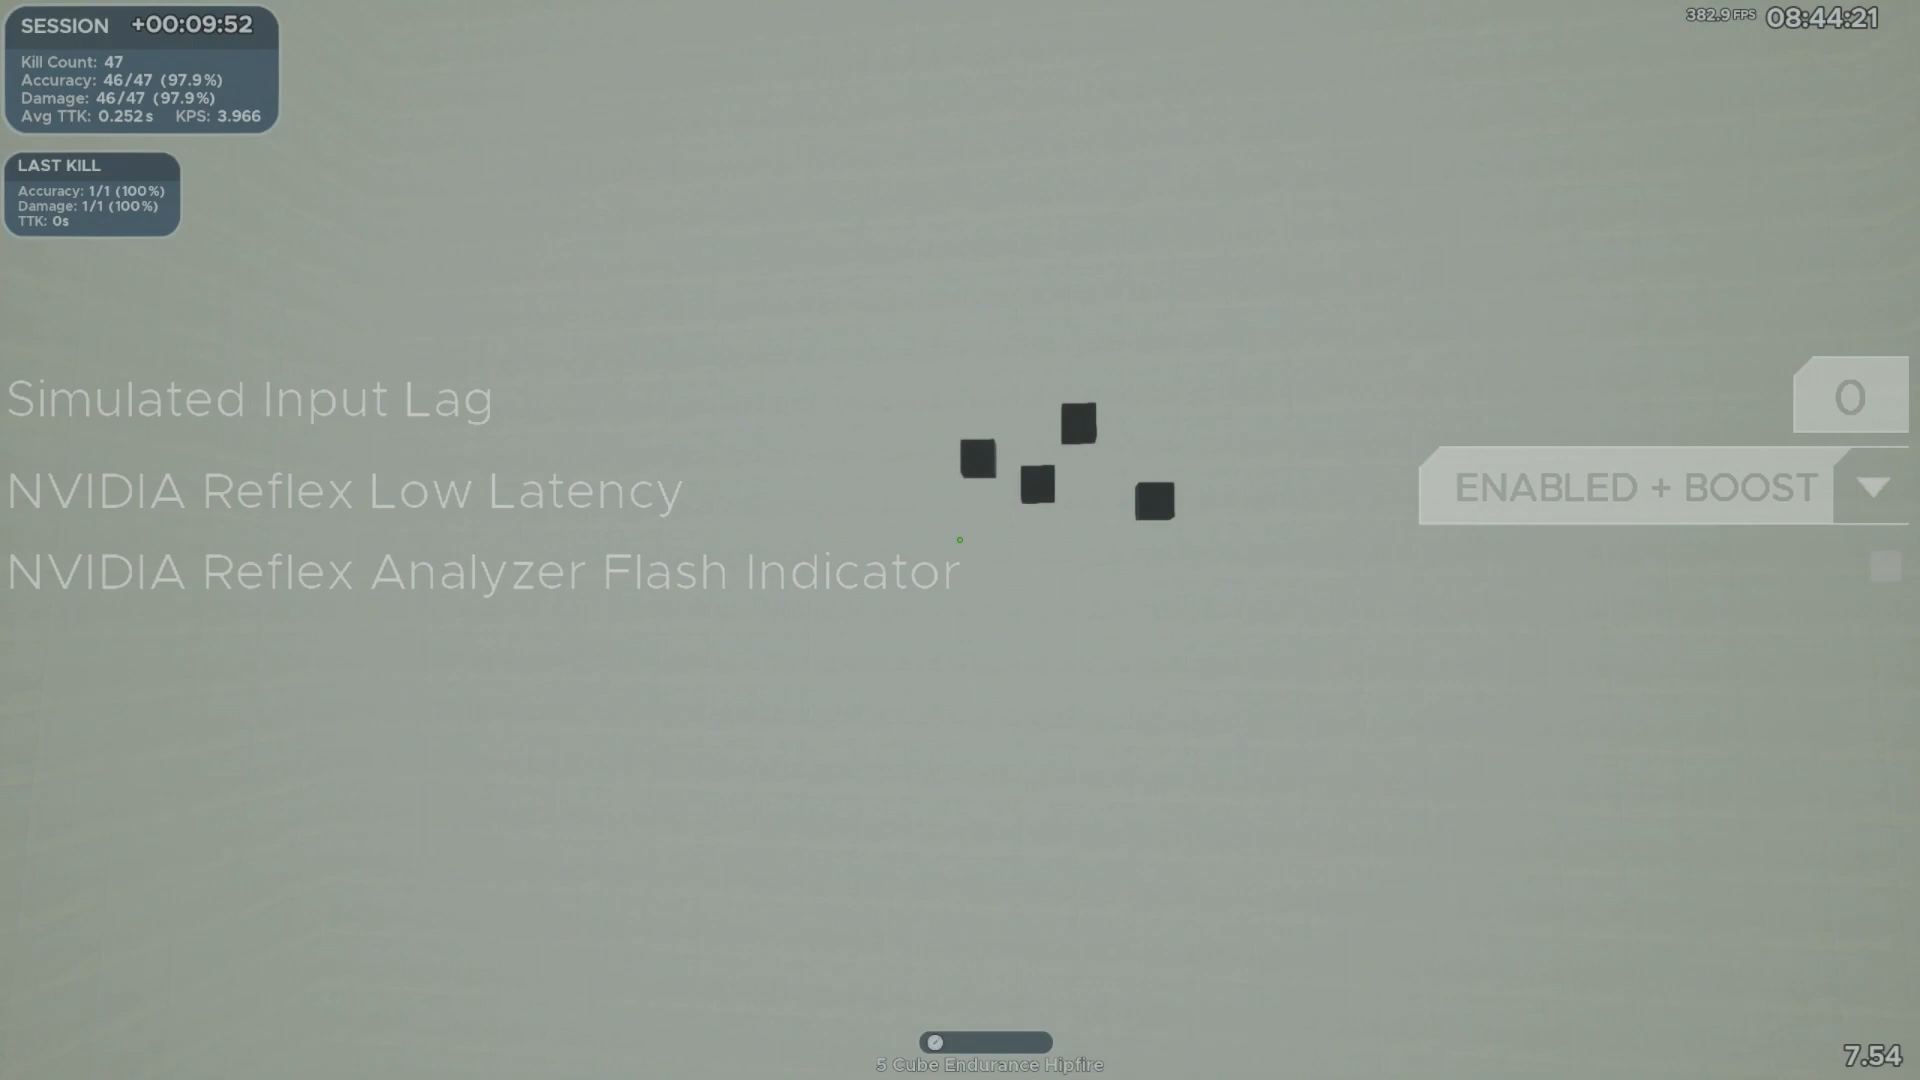 SESSION +00:09:52
Kill Count: 47
Accuracy: 46/47 (97.9%)
Damage: 46/47 (97.9%)
Avg TTK: 0.252s KPS: 3.966
LAST KILL
Accuracy: 1/1 (100%)
Damage: 1/1 (100%)
TTK: 0s
382.9 FPS 08:44:21
Simulated Input Lag 0
NVIDIA Reflex Low Latency ENABLED + BOOST
NVIDIA Reflex Analyzer Flash Indicator
5 Cube Endurance Hipfire
7.54